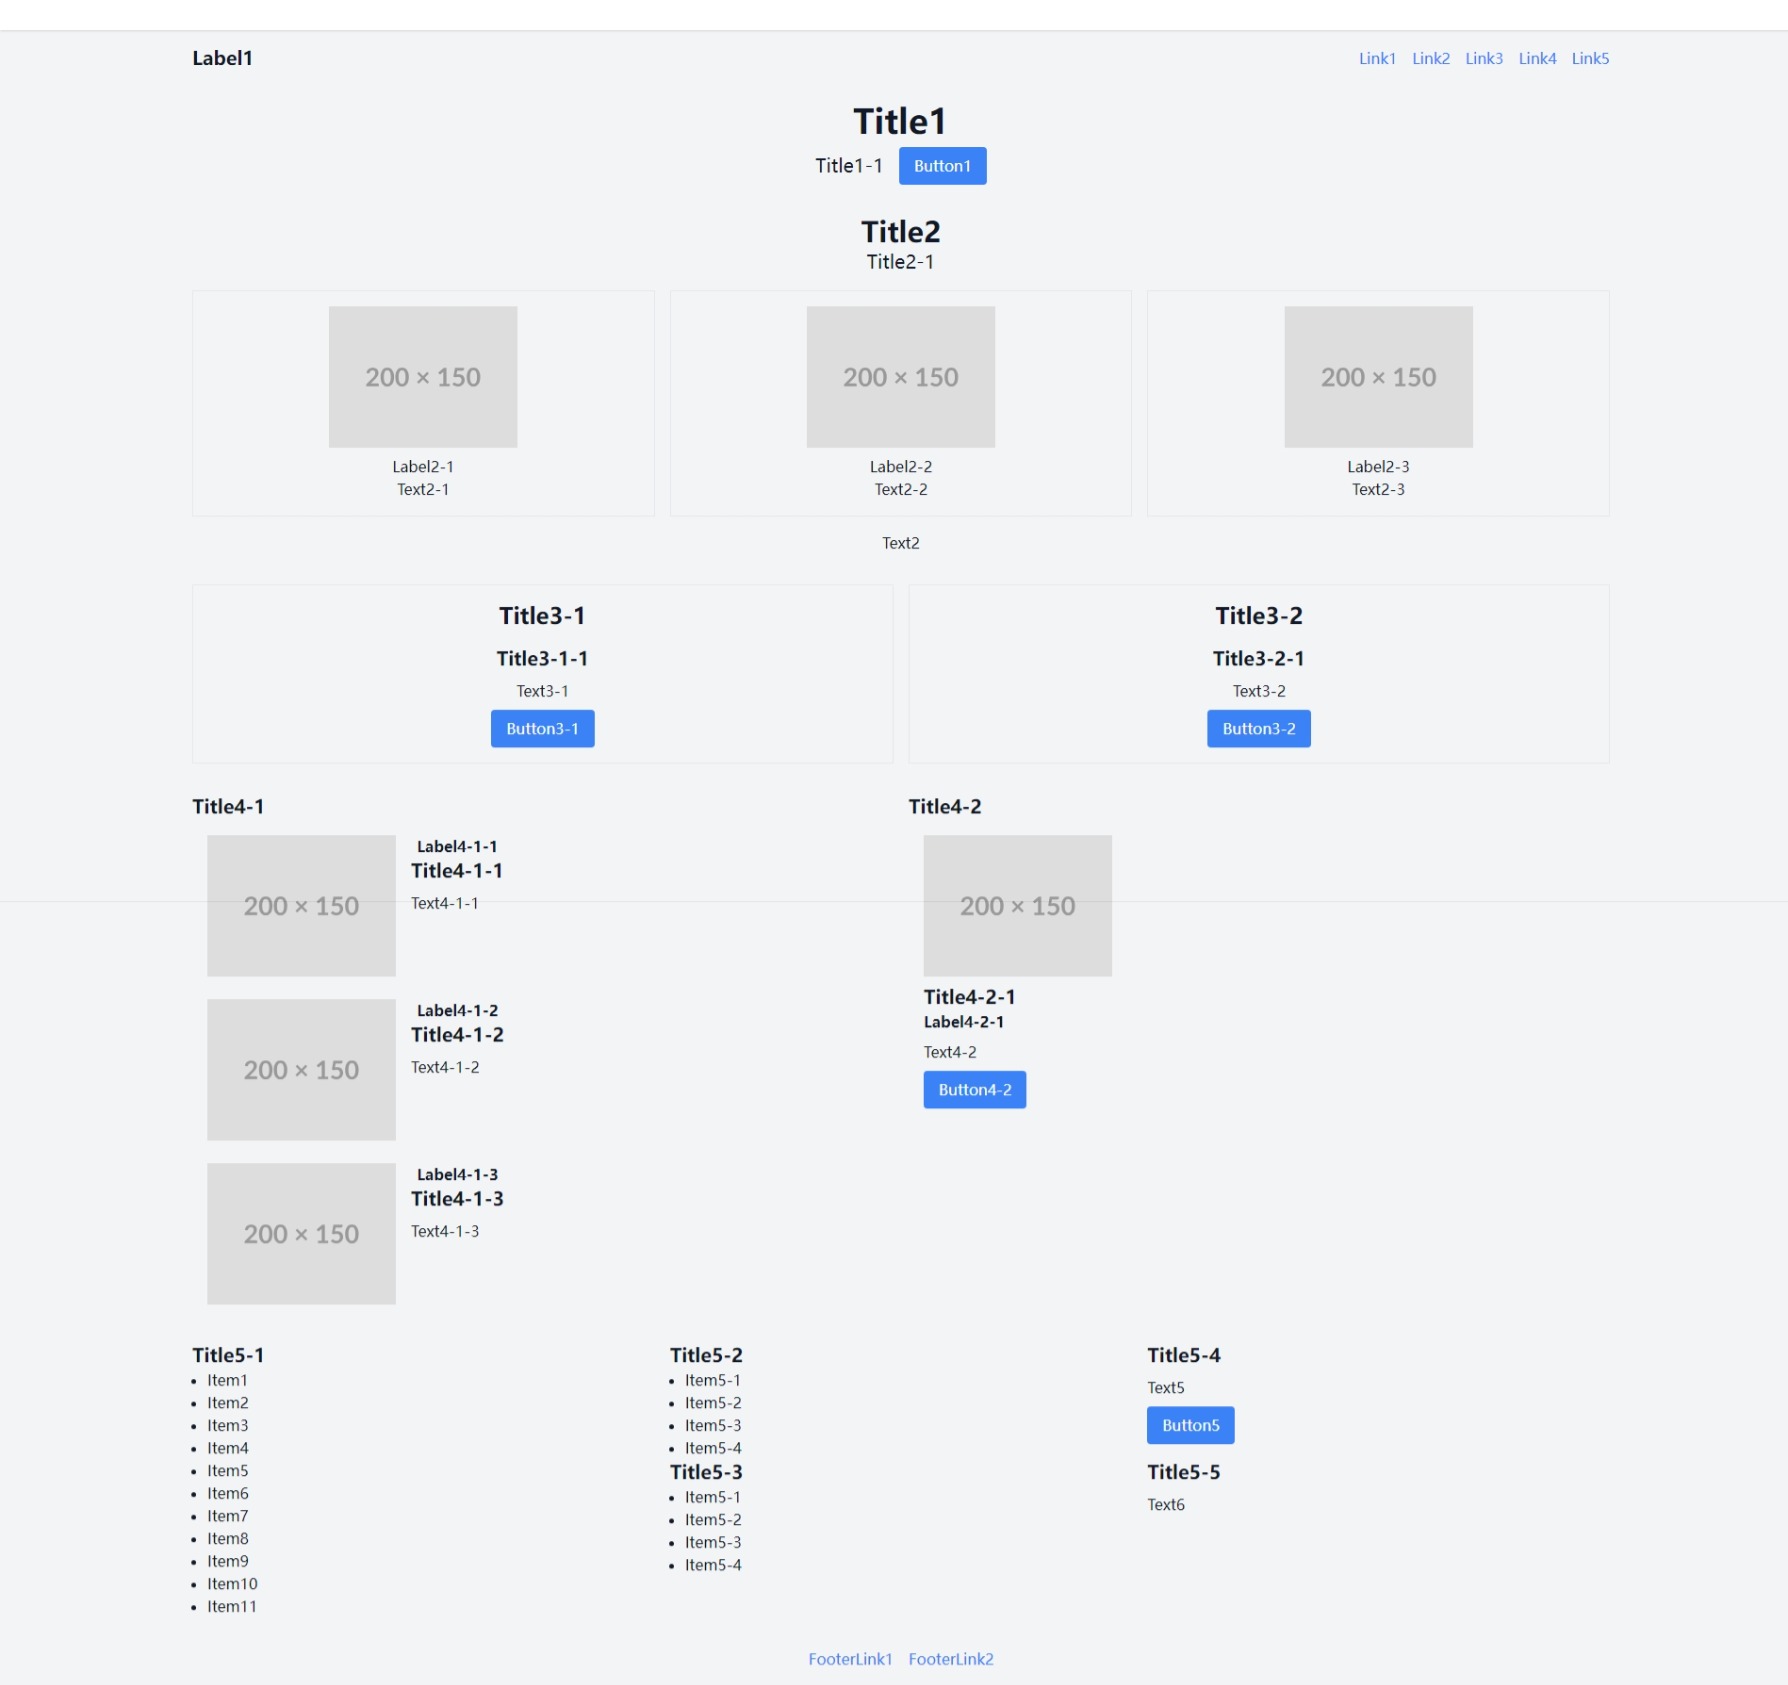 Label1
Link1 Link2 Link3 Link4 Link5
Title1
Title1-1 Button1
Title2
Title2-1
200 × 150
Label2-1
Text2-1
200 × 150
Label2-2
Text2-2
200 × 150
Label2-3
Text2-3
Text2
Title3-1
Title3-1-1
Text3-1
Button3-1
Title3-2
Title3-2-1
Text3-2
Button3-2
Title4-1
200 × 150
Label4-1-1
Title4-1-1
Text4-1-1
200 × 150
Label4-1-2
Title4-1-2
Text4-1-2
200 × 150
Label4-1-3
Title4-1-3
Text4-1-3
Title4-2
200 × 150
Title4-2-1
Label4-2-1
Text4-2
Button4-2
Title5-1
Item1
Item2
Item3
Item4
Item5
Item6
Item7
Item8
Item9
Item10
Item11
Title5-2
Item5-1
Item5-2
Item5-3
Item5-4
Title5-3
Item5-1
Item5-2
Item5-3
Item5-4
Title5-4
Text5
Button5
Title5-5
Text6
FooterLink1 FooterLink2